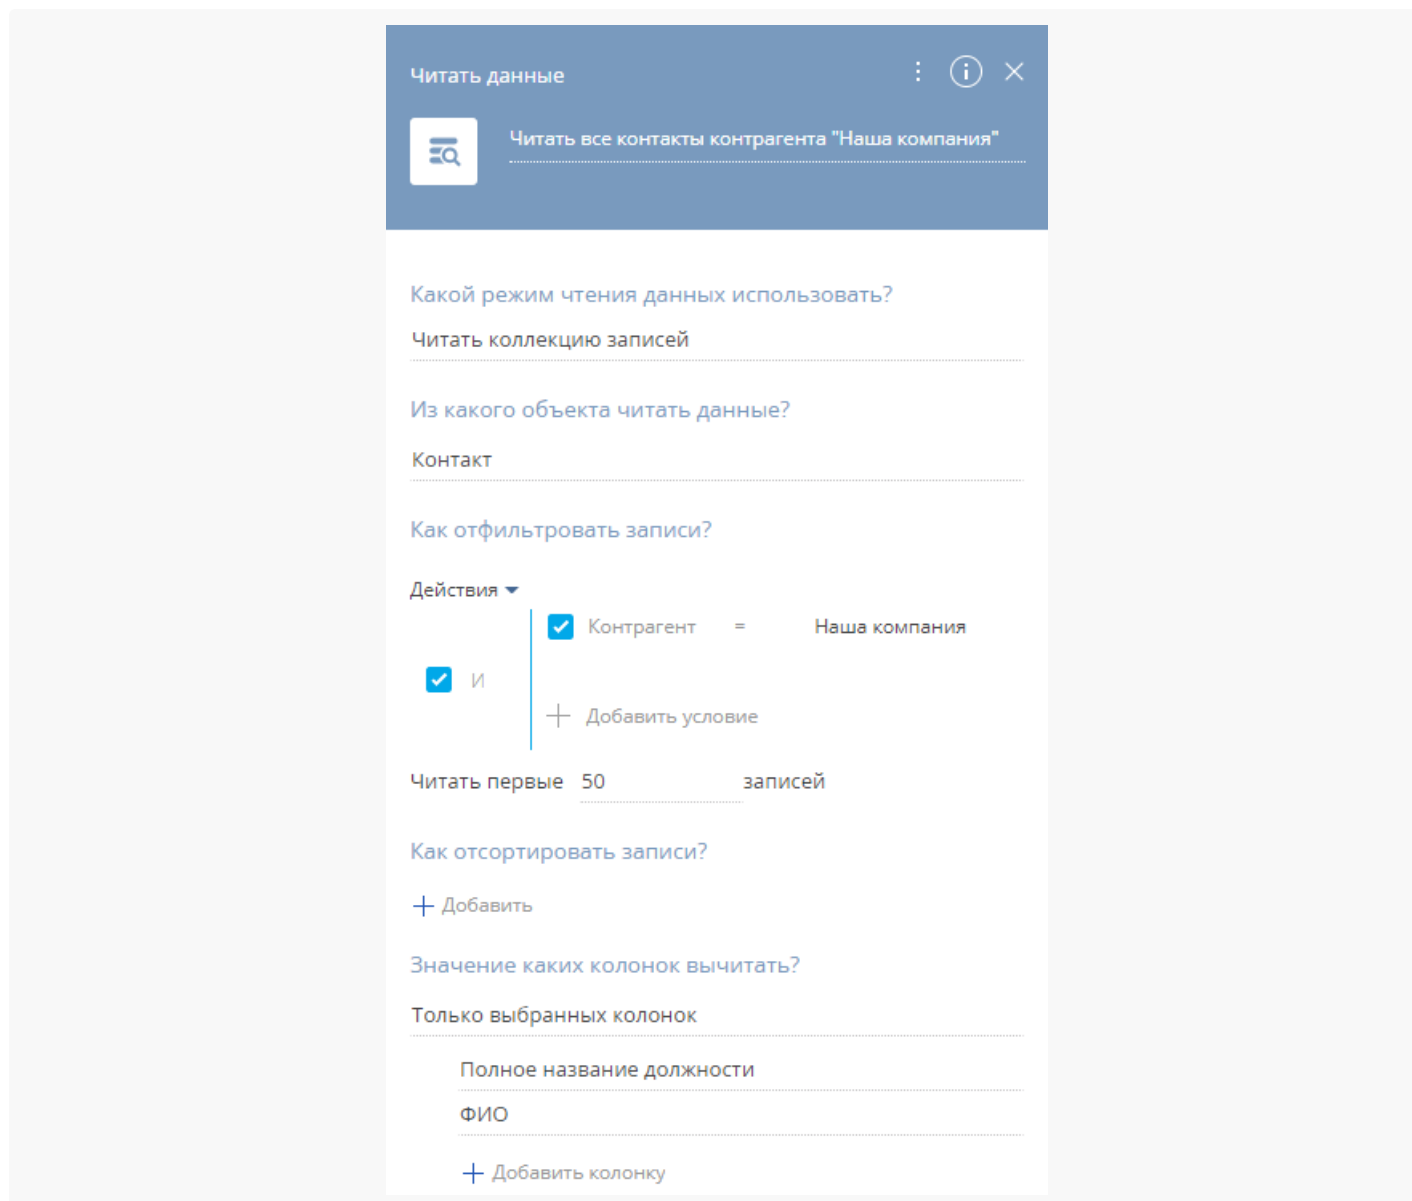 Читать данные
Читать все контакты контрагента "Наша компания"
Какой режим чтения данных использовать?
Читать коллекцию записей
Из какого объекта читать данные?
Контакт
Как отфильтровать записи?
Действия
Контрагент = Наша компания
И
Добавить условие
Читать первые 50 записей
Как отсортировать записи?
Добавить
Значение каких колонок вычитать?
Только выбранных колонок
Полное название должности
ФИО
Добавить колонку